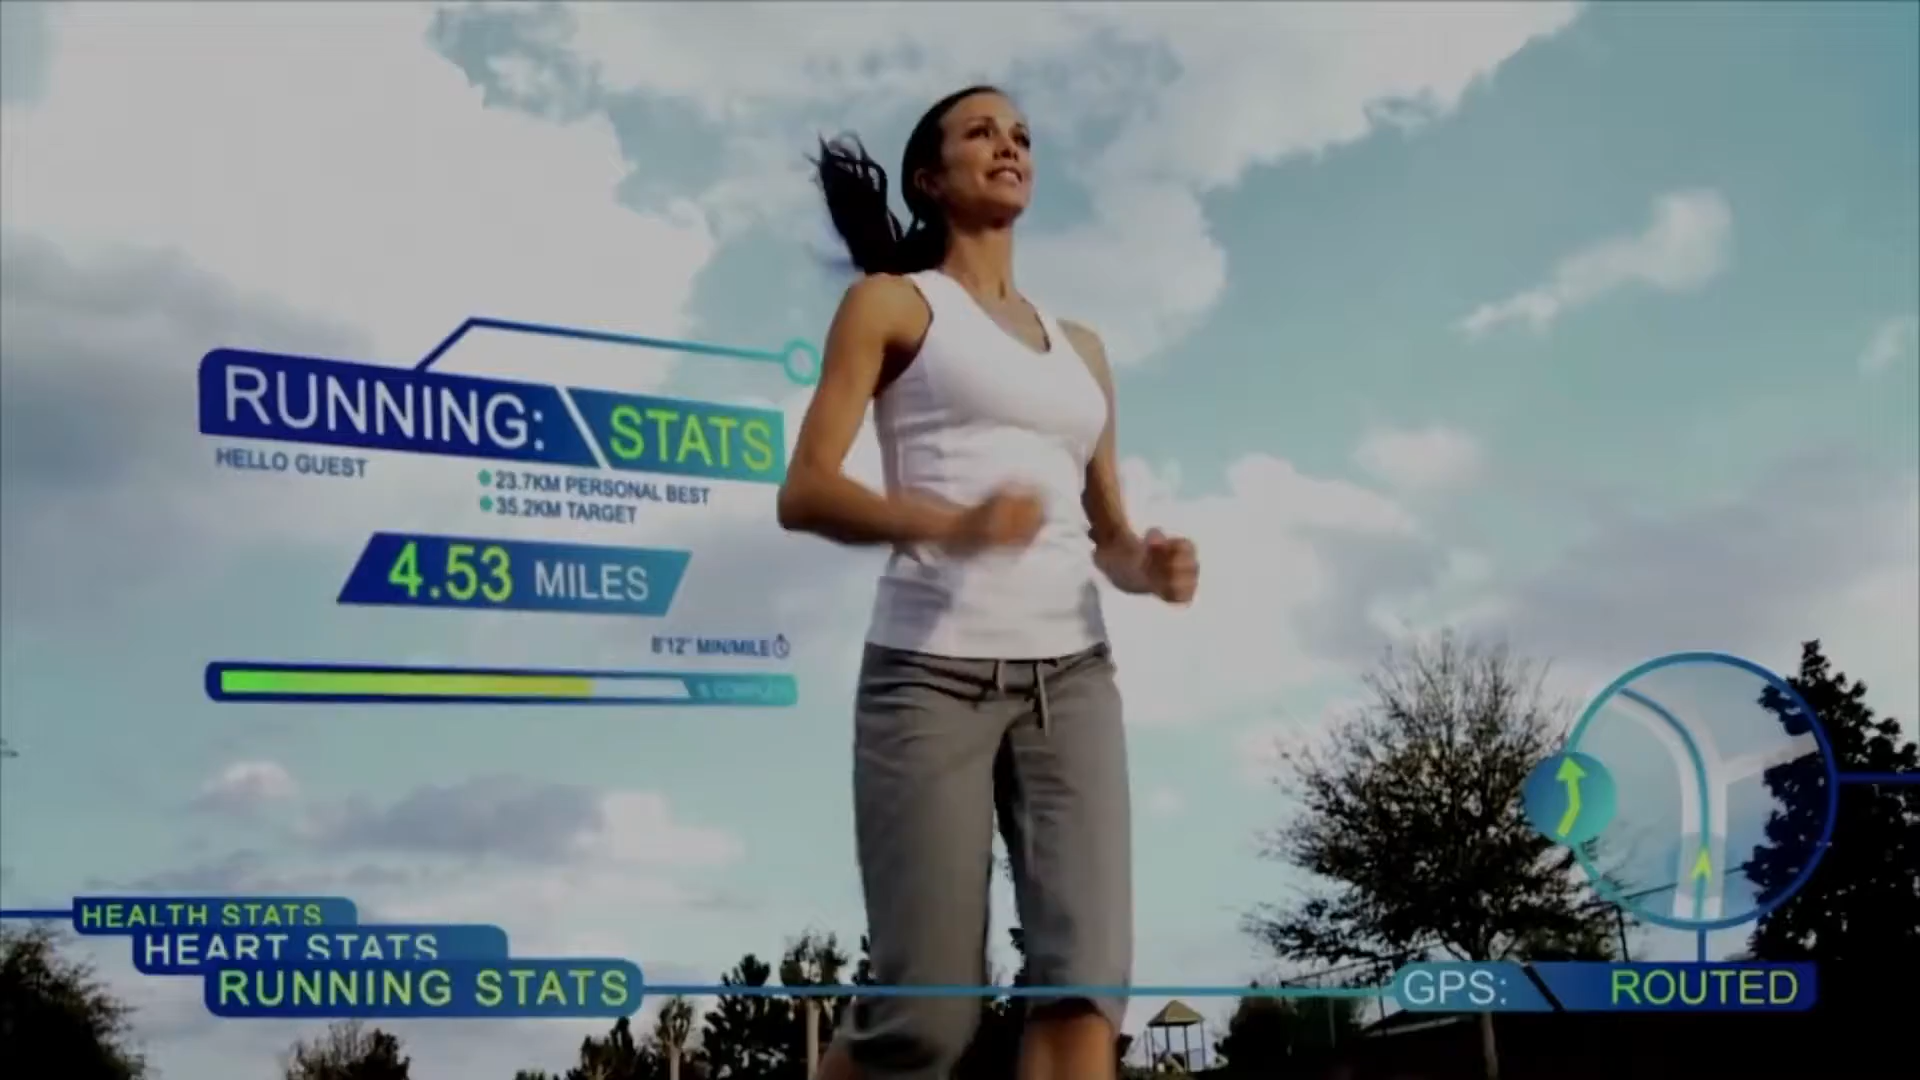 RUNNING: STATS
HELLO GUEST
23.7KM PERSONAL BEST
35.2KM TARGET
4.53 MILES
8'12" MIN/MILE
HEALTH STATS
HEART STATS
RUNNING STATS
GPS: ROUTED